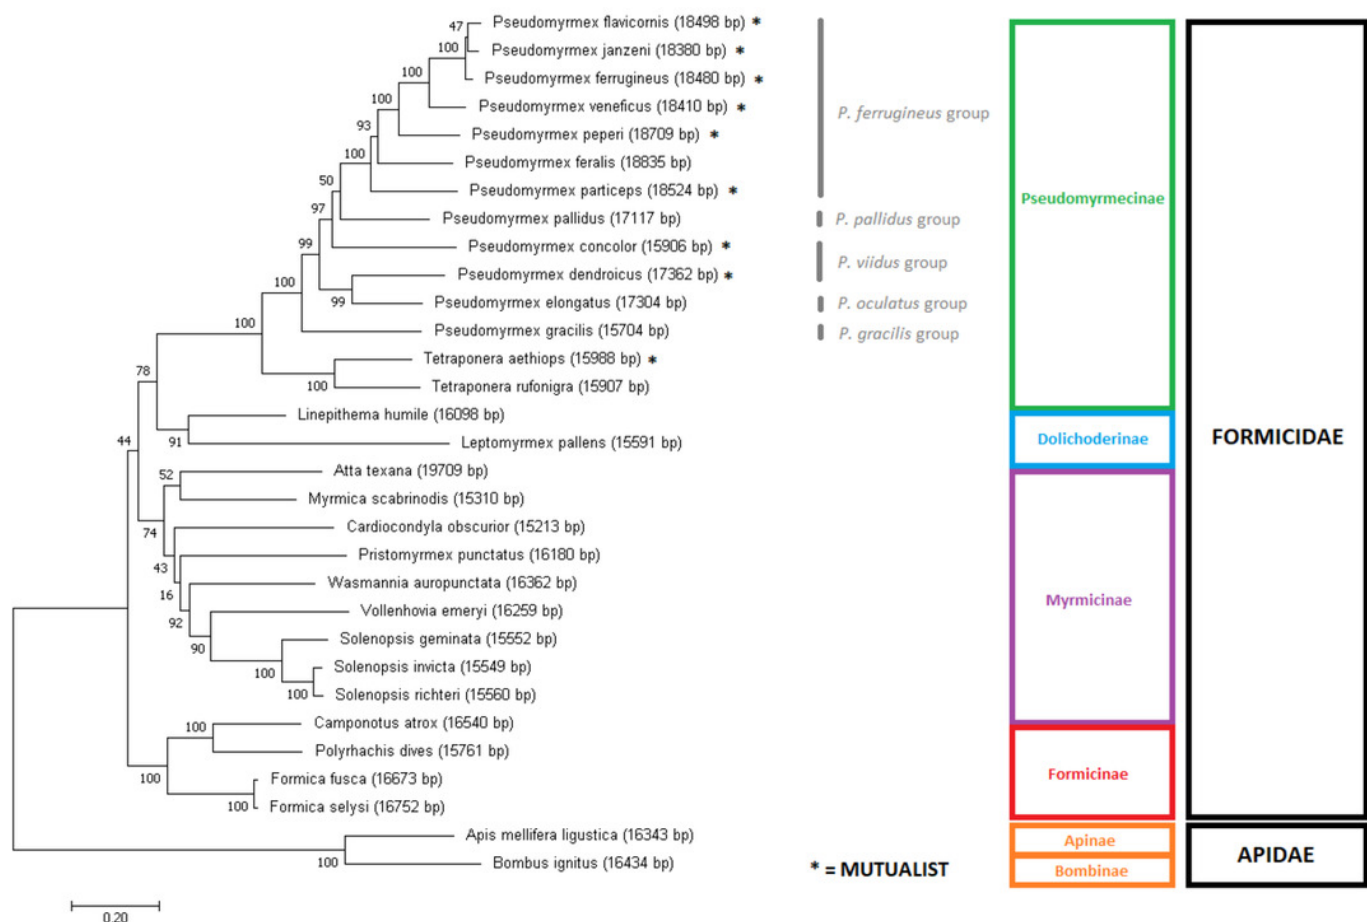 Pseudomyrmex flavicornis (18498 bp) *
47
Pseudomyrmex janzeni (18380 bp) *
100
Pseudomyrmex ferrugineus (18480 bp) *
100
Pseudomyrmex veneficus (18410 bp) *
100
P. ferrugineus group
Pseudomyrmex peperi (18709 bp) *
93
Pseudomyrmex feralis (18835 bp)
100
Pseudomyrmex particeps (18524 bp) *
50
Pseudomyrmecinae
Pseudomyrmex pallidus (17117 bp)
97
P. pallidus group
Pseudomyrmex concolor (15906 bp) *
99
P. viidus group
Pseudomyrmex dendroicus (17362 bp) *
100
Pseudomyrmex elongatus (17304 bp)
99
P. oculatus group
100
Pseudomyrmex gracilis (15704 bp)
P. gracilis group
Tetraponera aethiops (15988 bp) *
78
100
Tetraponera rufonigra (15907 bp)
Linepithema humile (16098 bp)
44
91
Leptomyrmex pallens (15591 bp)
Dolichoderinae
FORMICIDAE
52
Atta texana (19709 bp)
Myrmica scabrinodis (15310 bp)
74
Cardiocondyla obscurior (15213 bp)
43
Pristomyrmex punctatus (16180 bp)
16
Wasmannia auropunctata (16362 bp)
Myrmicinae
92
Vollenhovia emeryi (16259 bp)
90
Solenopsis geminata (15552 bp)
100
Solenopsis invicta (15549 bp)
100
Solenopsis richteri (15560 bp)
100
Camponotus atrox (16540 bp)
Polyrhachis dives (15761 bp)
100
Formica fusca (16673 bp)
Formicinae
100
Formica selysi (16752 bp)
Apis mellifera ligustica (16343 bp)
Apinae
100
Bombus ignitus (16434 bp)
* = MUTUALIST
Bombinae
APIDAE
0.20